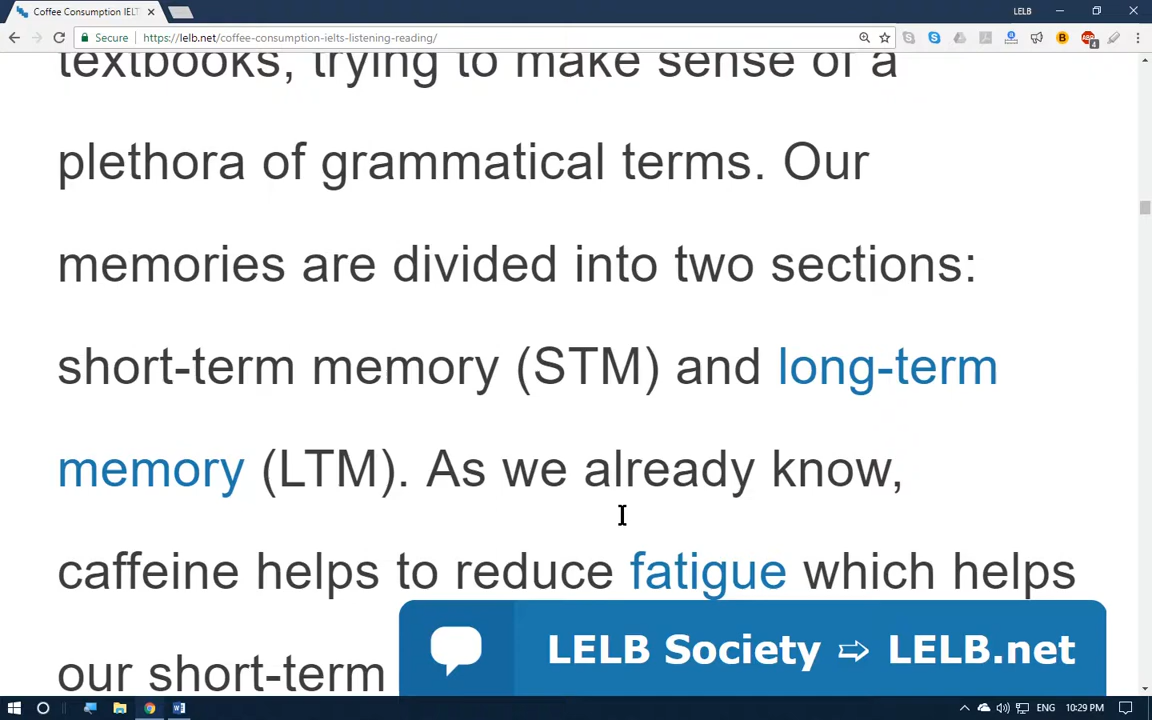 Coffee Consumption IELT
LELB
Secure
https://lelb.net/coffee-consumption-ielts-listening-reading/
textbooks, trying to make sense of a
plethora of grammatical terms. Our
memories are divided into two sections:
short-term memory (STM) and long-term
memory (LTM). As we already know,
caffeine helps to reduce fatigue which helps
our short-term
LELB Society ➯ LELB.net
ENG
10:29 PM